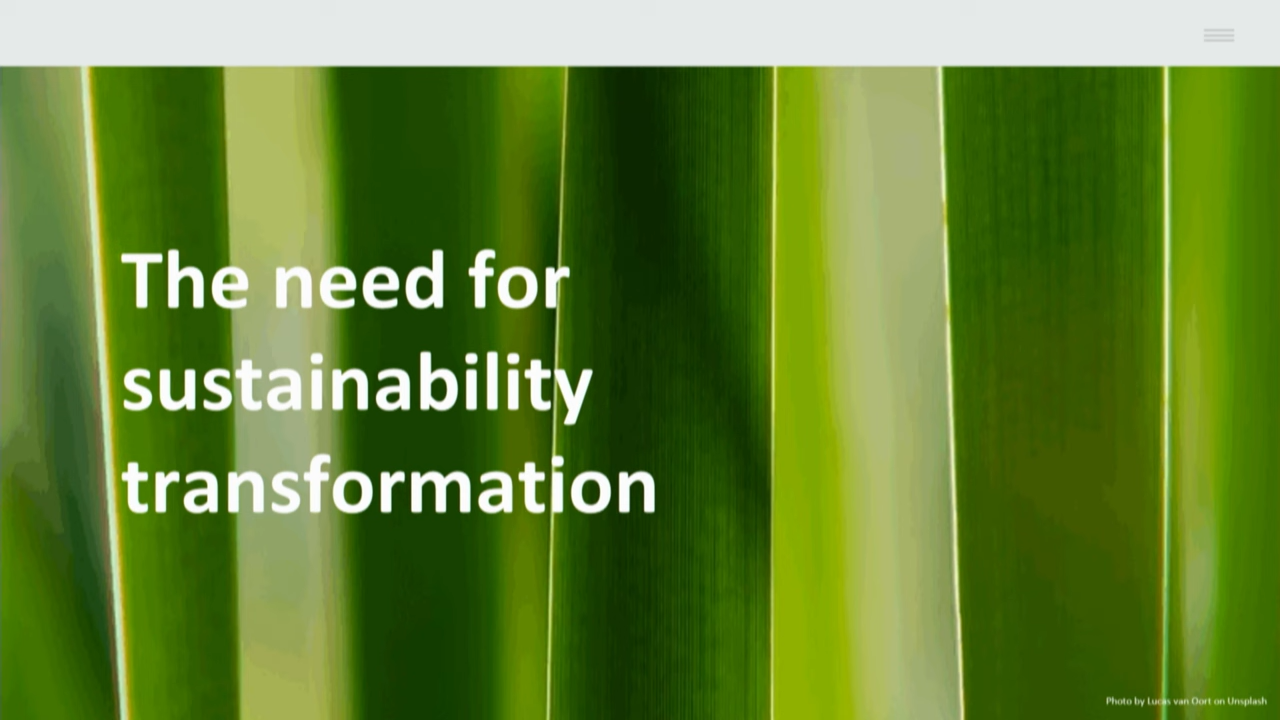 The need for
sustainability
transformation
Photo by Lucas van Oort on Unsplash